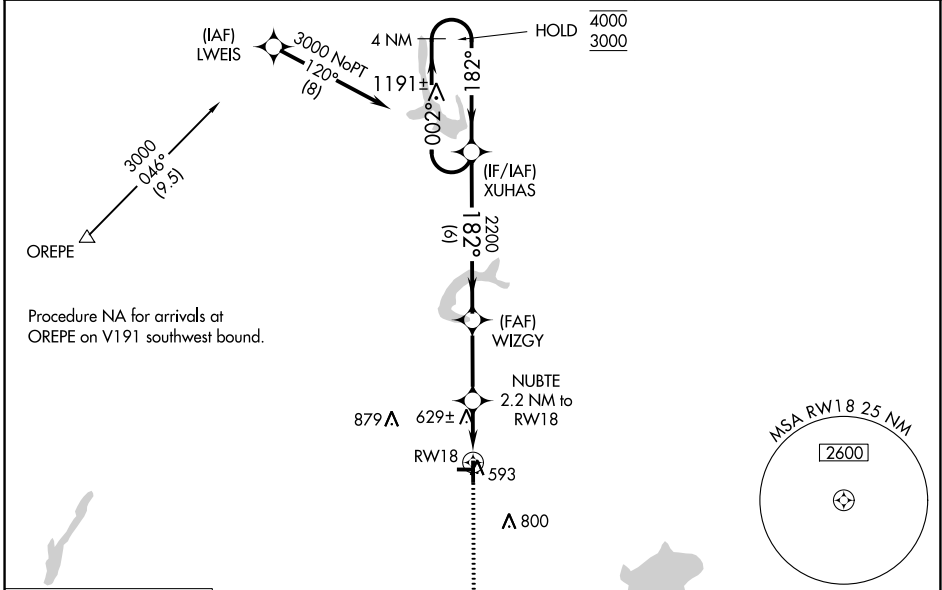 (IAF)
LWEIS
3000 NoPT
120°
(8)
4 NM
HOLD
4000
3000
1191±
182°
002°
(IF/IAF)
XUHAS
3000
046°
(9.5)
OREPE
2200
182°
(6)
Procedure NA for arrivals at
OREPE on V191 southwest bound.
(FAF)
WIZGY
NUBTE
2.2 NM to
RW18
879
629±
RW18
593
800
MSA RW18 25 NM
2600